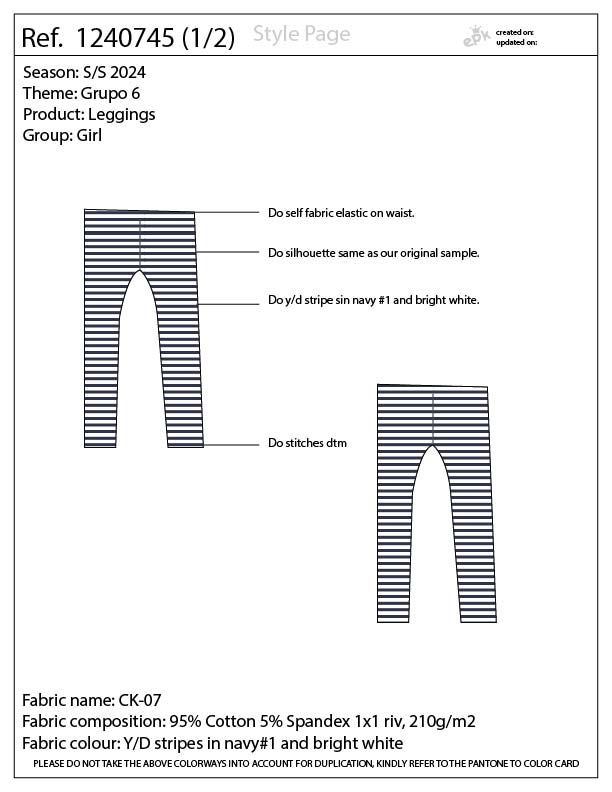 Ref. 1240745 (1/2)
Style Page
epk
created on:
updated on:
Season: S/S 2024
Theme: Grupo 6
Product: Leggings
Group: Girl
Do self fabric elastic on waist.
Do silhouette same as our original sample.
Do y/d stripe sin navy #1 and bright white.
Do stitches dtm
Fabric name: CK-07
Fabric composition: 95% Cotton 5% Spandex 1x1 riv, 210g/m2
Fabric colour: Y/D stripes in navy#1 and bright white
PLEASE DO NOT TAKE THE ABOVE COLORWAYS INTO ACCOUNT FOR DUPLICATION, KINDLY REFER TO THE PANTONE TO COLOR CARD